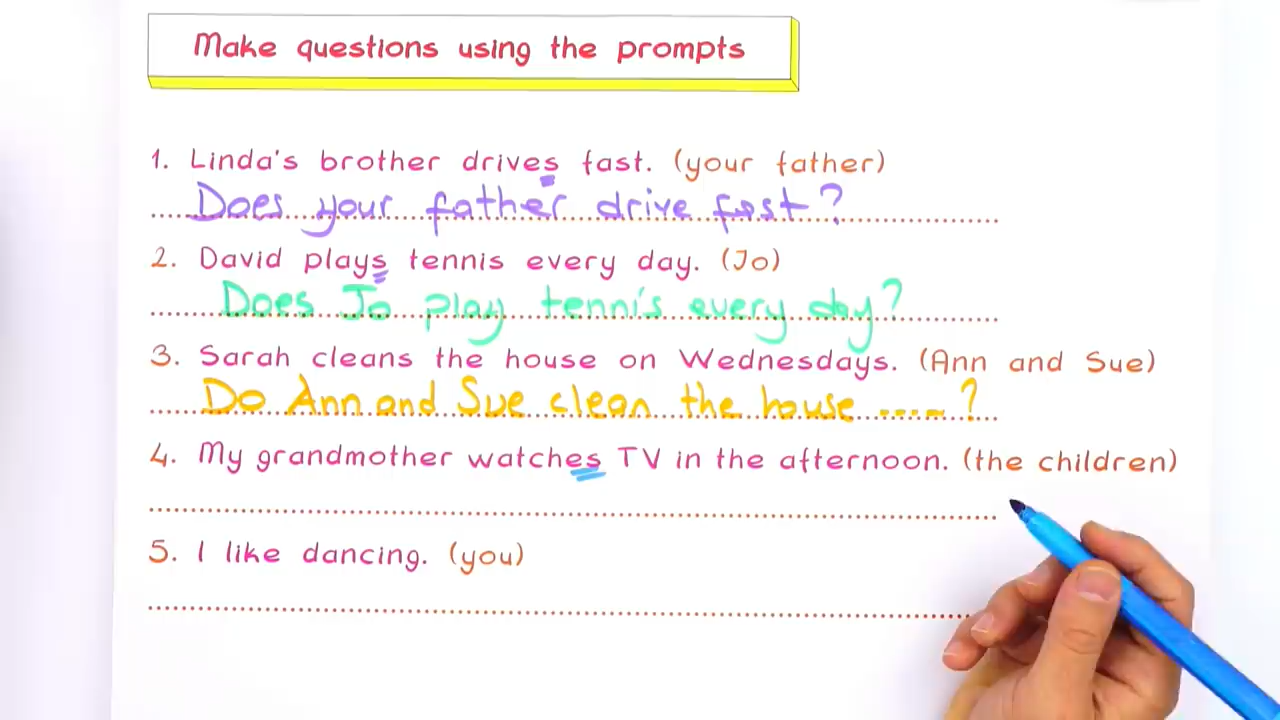 Make questions using the prompts
1. Linda's brother drives fast. (your father)
Does your father drive fast?
2. David plays tennis every day. (Jo)
Does Jo play tennis every day?
3. Sarah cleans the house on Wednesdays. (Ann and Sue)
Do Ann and Sue clean the house ....?
4. My grandmother watches TV in the afternoon. (the children)
5. I like dancing. (you)